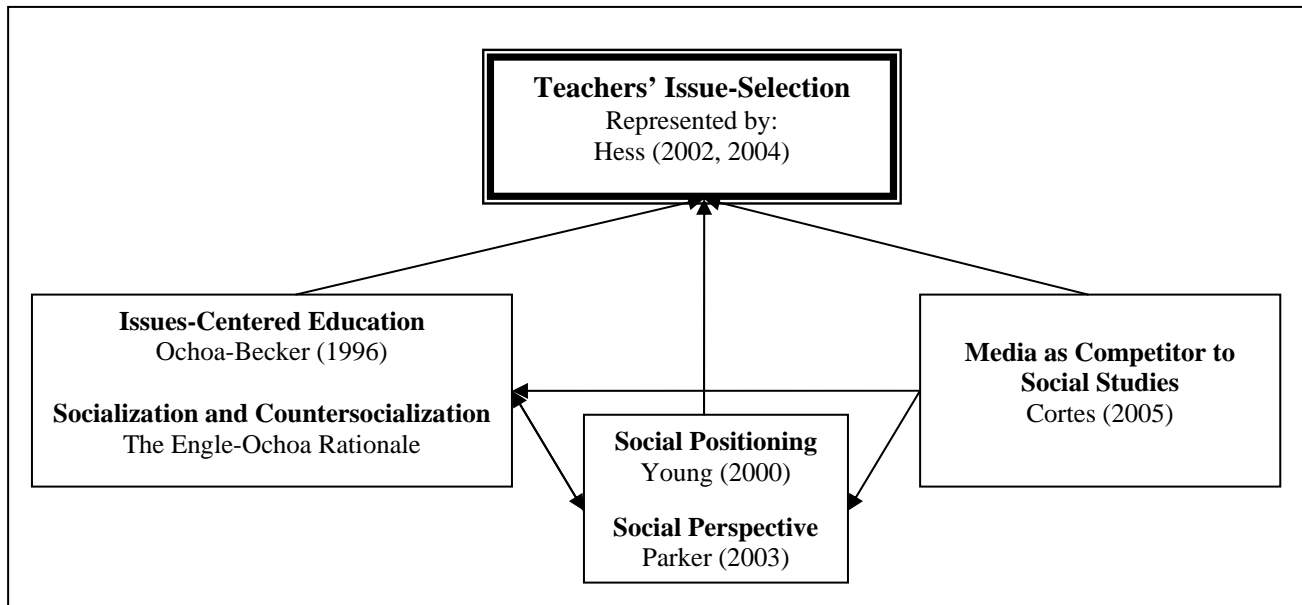 Teachers’ Issue-Selection
Represented by:
Hess (2002, 2004)
Issues-Centered Education
Ochoa-Becker (1996)
Socialization and Countersocialization
The Engle-Ochoa Rationale
Social Positioning
Young (2000)
Social Perspective
Parker (2003)
Media as Competitor to
Social Studies
Cortes (2005)